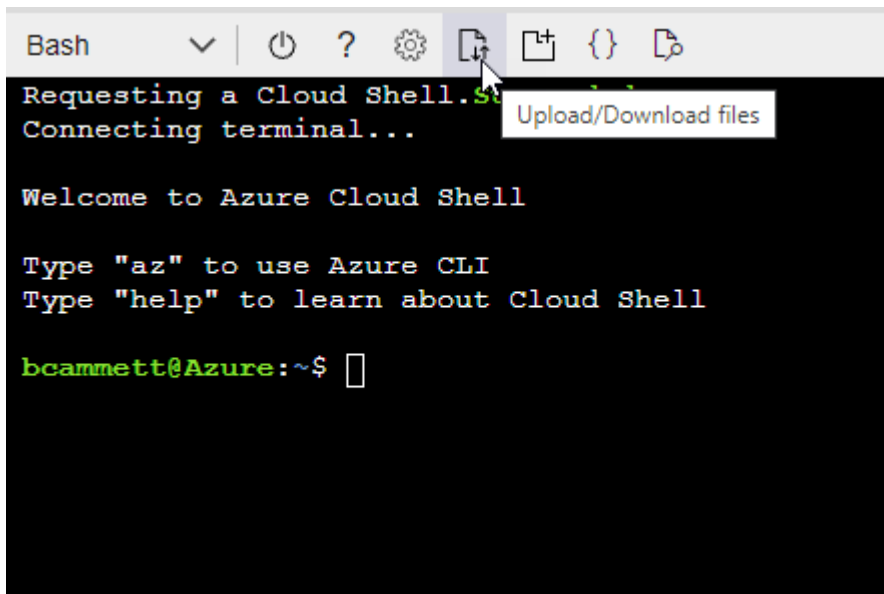 Bash
?
{}
Requesting a Cloud Shell.
Upload/Download files
Connecting terminal...
Welcome to Azure Cloud Shell
Type "az" to use Azure CLI
Type "help" to learn about Cloud Shell
bcammett@Azure:~$